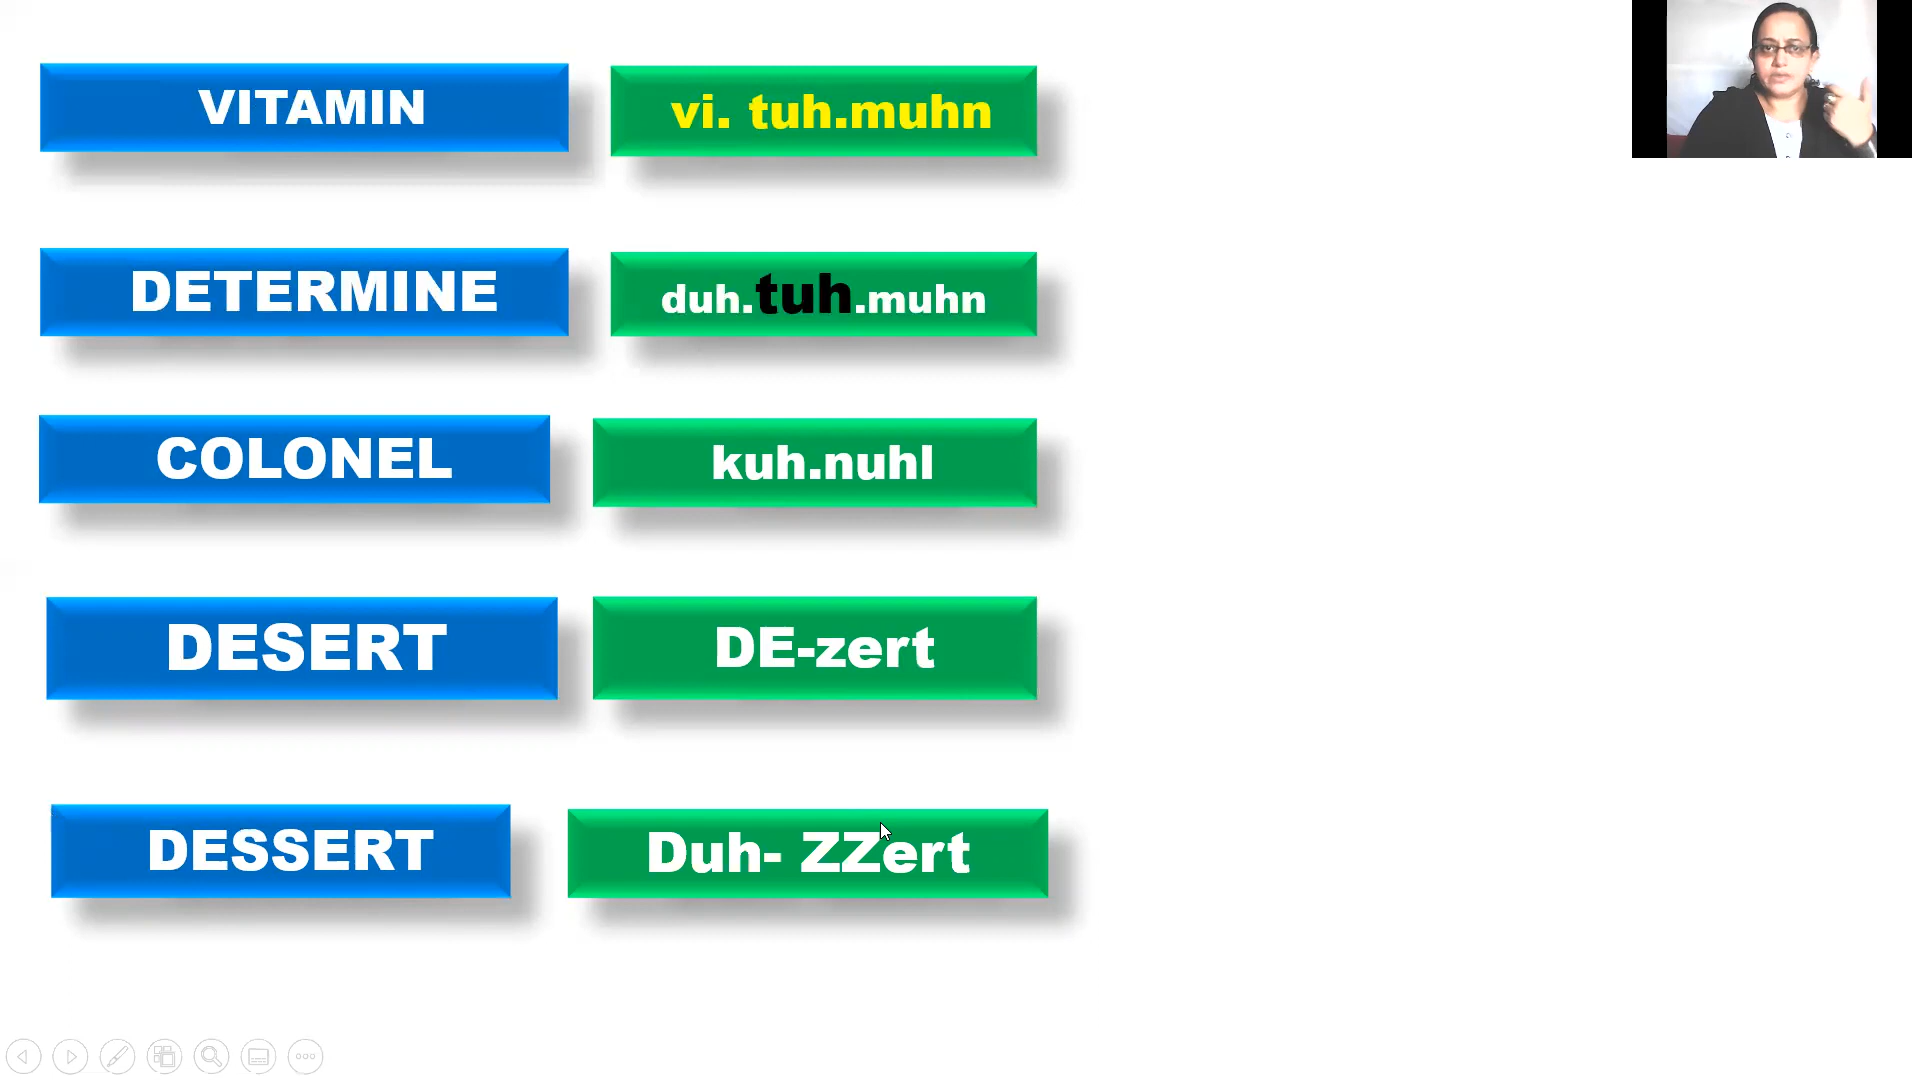 VITAMIN
vi. tuh.muhn
DETERMINE
duh.tuh.muhn
COLONEL
kuh.nuhl
DESERT
DE-zert
DESSERT
Duh- ZZert